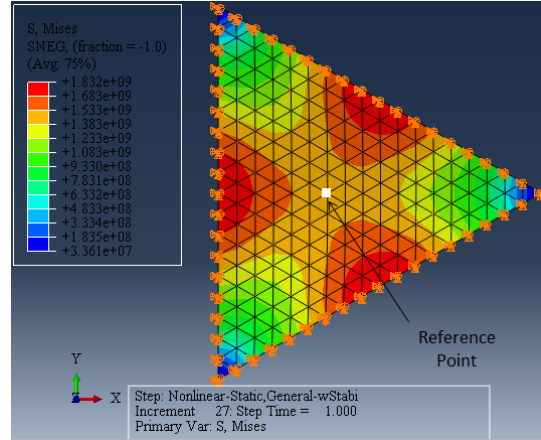 S, Mises
SNEG, (fraction = -1.0)
(Avg: 75%)
+1.832e+09
+1.683e+09
+1.533e+09
+1.383e+09
+1.233e+09
+1.083e+09
+9.330e+08
+7.831e+08
+6.332e+08
+4.833e+08
+3.334e+08
+1.835e+08
+3.361e+07
Reference
Point
Y
Z
X
Step: Nonlinear-Static,General-wStabi
Increment 27: Step Time = 1.000
Primary Var: S, Mises